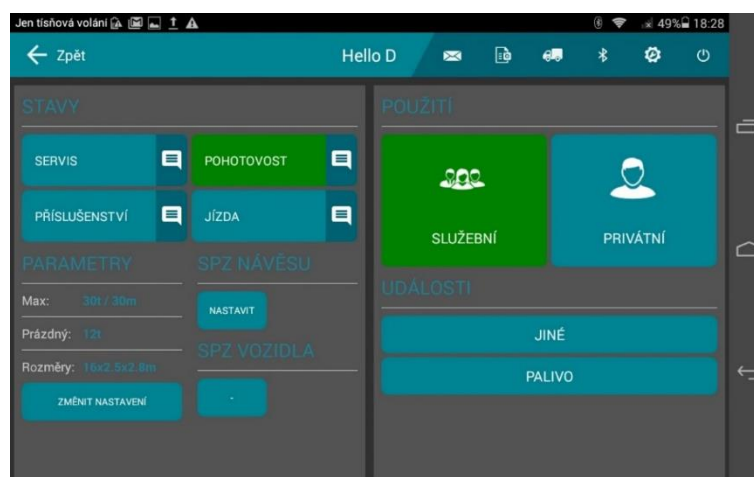 Jen tísňová volání 49% 18:28
Zpět Hello D
STAVY
SERVIS POHOTOVOST
PŘÍSLUŠENSTVÍ JÍZDA
PARAMETRY
Max: 30t / 30m
Prázdný: 12t
Rozměry: 16x2.5x2.8m
ZMĚNIT NASTAVENÍ
SPZ NÁVĚSU
NASTAVIT
SPZ VOZIDLA
-
POUŽITÍ
SLUŽEBNÍ PRIVÁTNÍ
UDÁLOSTI
JINÉ
PALIVO